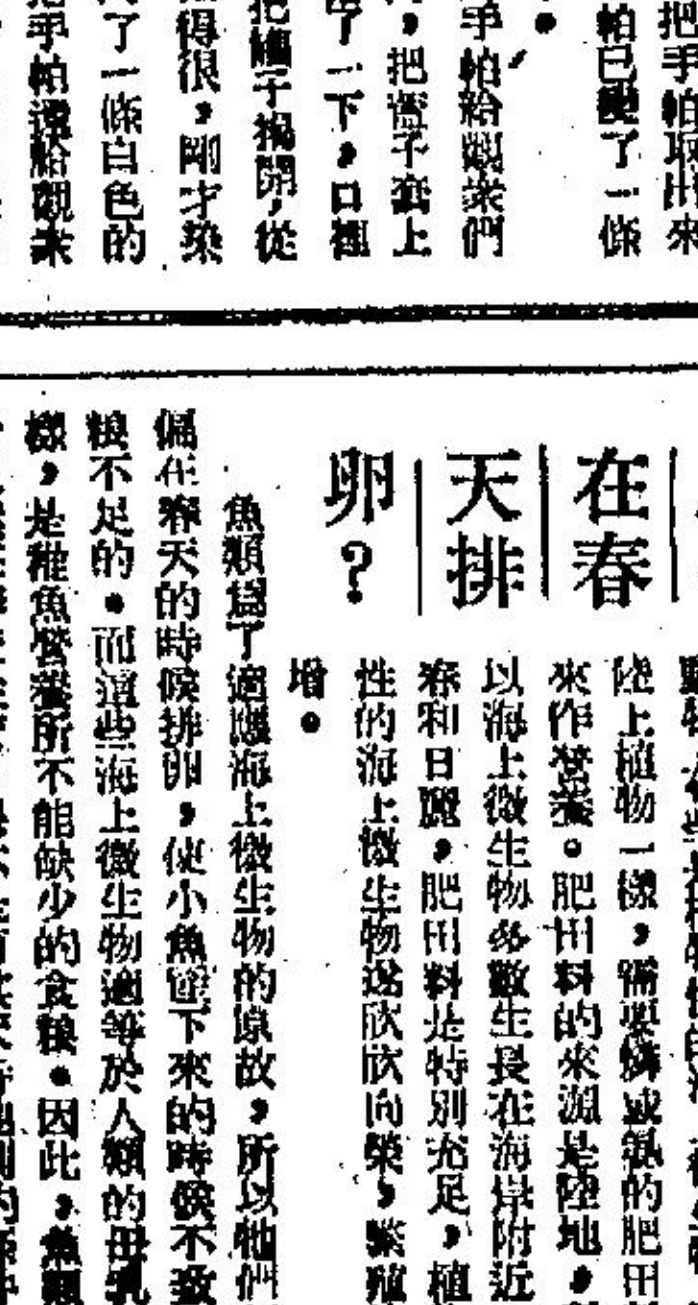 把手帕取出來
帕已變了一條
。
手帕給觀衆們
，把籃子套上
了一下，口裡
把帽子揭開，從
得很，剛才染
了一條白色的
手帕還給觀衆
在春
天排
卵？
陸上植物一樣，需要燐或氮的肥田
來作營養。肥田料的來源是陸地，
以海上微生物多數生長在海岸附近
春和日麗，肥田料是特別充足，植
性的海上微生物遂欣欣向榮，繁殖
增。
魚類爲了適應海上微生物的原故，所以牠們
偏在春天的時候排卵，使小魚生下來的時候不致
糧不足的。而這些海上微生物適等於人類的母乳
樣，是稚魚營養所不能缺少的食糧。因此，魚類